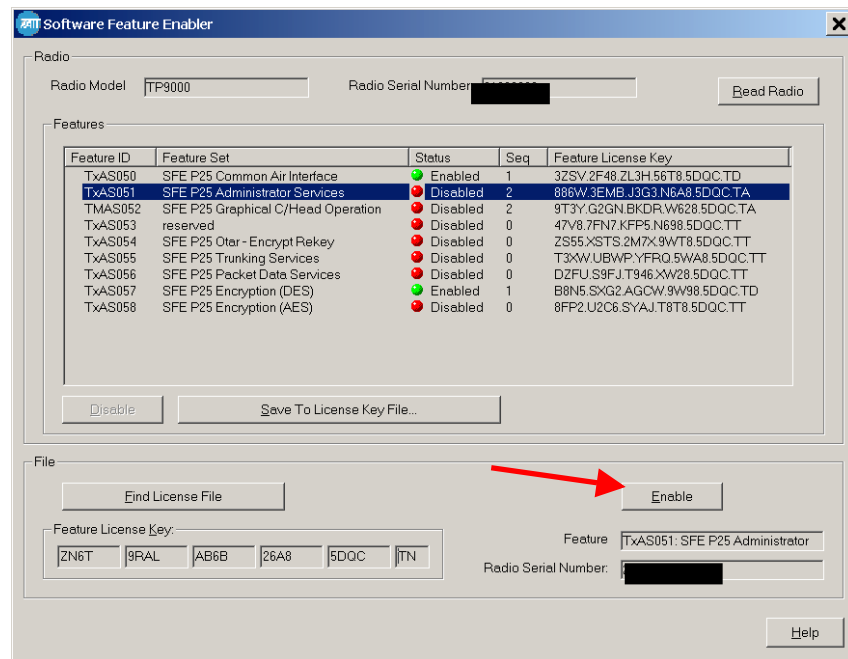 TAIT Software Feature Enabler
Radio
Radio Model TP9000 Radio Serial Number Read Radio
Features
Feature ID Feature Set Status Seq Feature License Key
TxAS050 SFE P25 Common Air Interface Enabled 1 3ZSV.2F48.ZL3H.56T8.5DQC.TD
TxAS051 SFE P25 Administrator Services Disabled 2 886W.3EMB.J3G3.N6A8.5DQC.TA
TMAS052 SFE P25 Graphical C/Head Operation Disabled 2 9T3Y.G2GN.BKDR.W628.5DQC.TA
TxAS053 reserved Disabled 0 47V8.7FN7.KFP5.N698.5DQC.TT
TxAS054 SFE P25 Otar - Encrypt Rekey Disabled 0 ZS55.XSTS.2M7X.9WT8.5DQC.TT
TxAS055 SFE P25 Trunking Services Disabled 0 T3XW.UBWP.YFRQ.5WA8.5DQC.TT
TxAS056 SFE P25 Packet Data Services Disabled 0 DZFU.S9FJ.T946.XW28.5DQC.TT
TxAS057 SFE P25 Encryption (DES) Enabled 1 B8N5.SXG2.AGCW.9W98.5DQC.TD
TxAS058 SFE P25 Encryption (AES) Disabled 0 8FP2.U2C6.SYAJ.T8T8.5DQC.TT
Disable Save To License Key File...
File
Find License File Enable
Feature License Key:
ZN6T 9RAL AB6B 26A8 5DQC TN
Feature TxAS051: SFE P25 Administrator
Radio Serial Number:
Help